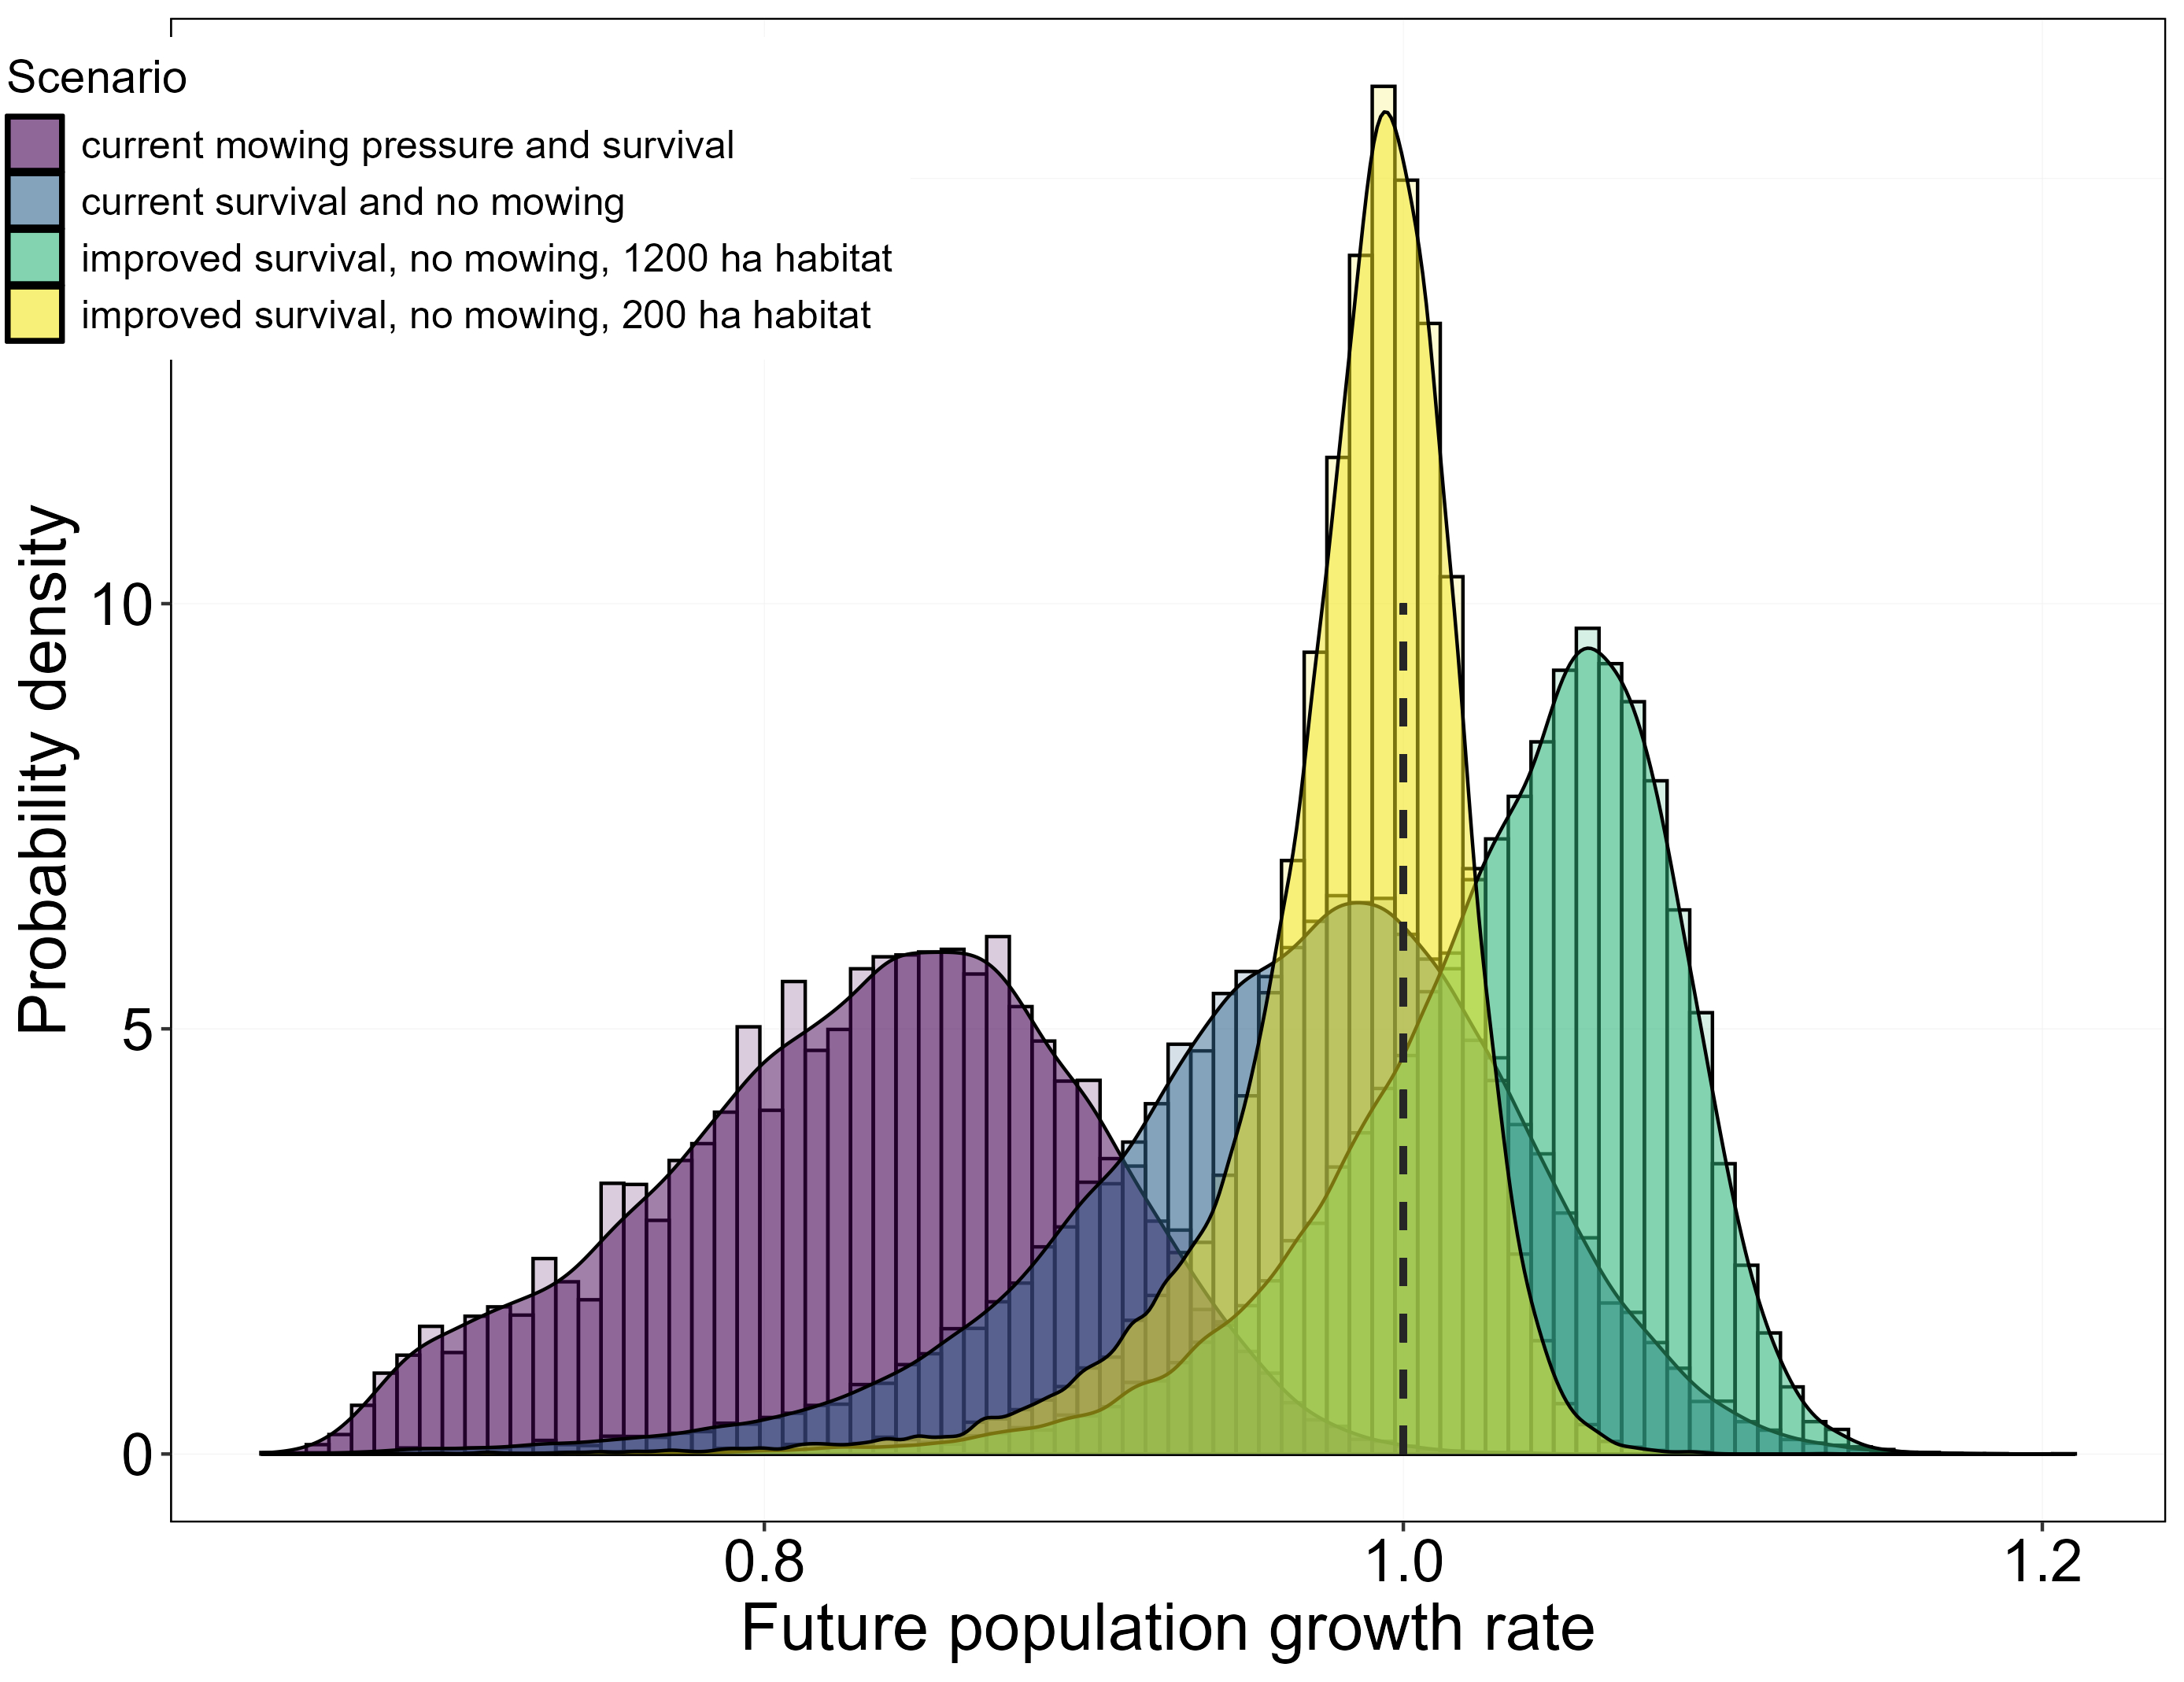 Scenario
current mowing pressure and survival
current survival and no mowing
improved survival, no mowing, 1200 ha habitat
improved survival, no mowing, 200 ha habitat
Probability density
10
5
0
0.8 1.0 1.2
Future population growth rate